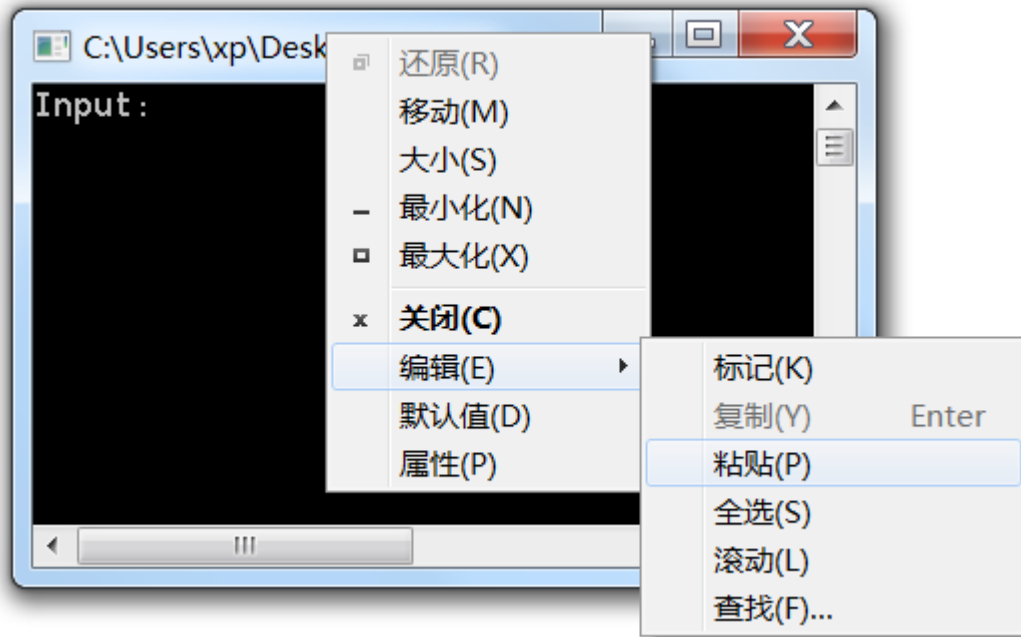 C:\Users\xp\Desk
Input:
还原(R)
移动(M)
大小(S)
最小化(N)
最大化(X)
关闭(C)
编辑(E)
默认值(D)
属性(P)
标记(K)
复制(Y) Enter
粘贴(P)
全选(S)
滚动(L)
查找(F)...